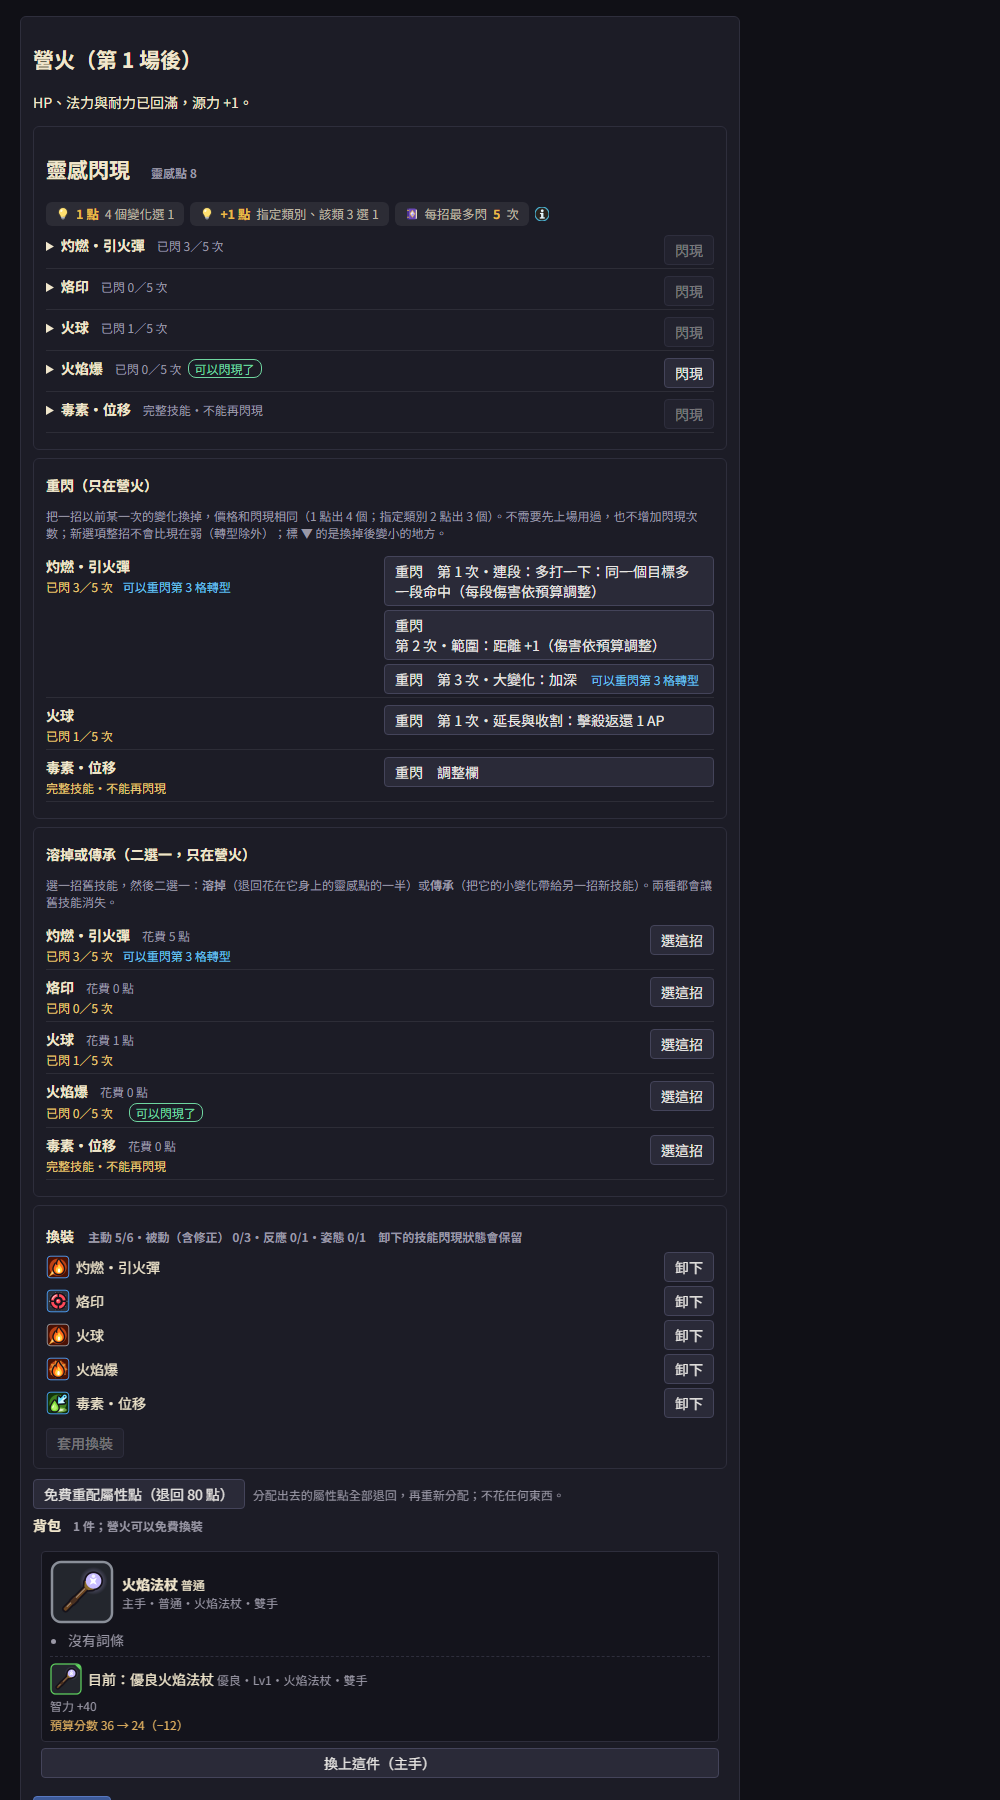 營火（第 1 場後）
HP、法力與耐力已回滿，源力 +1。
靈感閃現 靈感點 8
1 點 4 個變化選 1 +1 點 指定類別、該類 3 選 1 每招最多閃 5 次
▶ 灼燃・引火彈 已閃 3／5 次 閃現
▶ 烙印 已閃 0／5 次 閃現
▶ 火球 已閃 1／5 次 閃現
▶ 火焰爆 已閃 0／5 次 可以閃現了 閃現
▶ 毒素・位移 完整技能・不能再閃現 閃現
重閃（只在營火）
把一招以前某一次的變化換掉，價格和閃現相同（1 點出 4 個；指定類別 2 點出 3 個）。不需要先上場用過，也不增加閃現次
數；新選項整招不會比現在弱（轉型除外）；標 ▼ 的是換掉後變小的地方。
灼燃・引火彈
已閃 3／5 次 可以重閃第 3 格轉型
重閃 第 1 次・連段：多打一下：同一個目標多
一段命中（每段傷害依預算調整）
重閃
第 2 次・範圍：距離 +1（傷害依預算調整）
重閃 第 3 次・大變化：加深 可以重閃第 3 格轉型
火球
已閃 1／5 次
重閃 第 1 次・延長與收割：擊殺返還 1 AP
毒素・位移
完整技能・不能再閃現
重閃 調整欄
溶掉或傳承（二選一，只在營火）
選一招舊技能，然後二選一：溶掉（退回花在它身上的靈感點的一半）或傳承（把它的小變化帶給另一招新技能）。兩種都會讓
舊技能消失。
灼燃・引火彈 花費 5 點
已閃 3／5 次 可以重閃第 3 格轉型
選這招
烙印 花費 0 點
已閃 0／5 次
選這招
火球 花費 1 點
已閃 1／5 次
選這招
火焰爆 花費 0 點
已閃 0／5 次 可以閃現了
選這招
毒素・位移 花費 0 點
完整技能・不能再閃現
選這招
換裝 主動 5/6・被動（含修正） 0/3・反應 0/1・姿態 0/1 卸下的技能閃現狀態會保留
灼燃・引火彈 卸下
烙印 卸下
火球 卸下
火焰爆 卸下
毒素・位移 卸下
套用換裝
免費重配屬性點（退回 80 點） 分配出去的屬性點全部退回，再重新分配；不花任何東西。
背包 1 件；營火可以免費換裝
火焰法杖 普通
主手・普通・火焰法杖・雙手
• 沒有詞條
目前：優良火焰法杖 優良・Lv1・火焰法杖・雙手
智力 +40
預算分數 36 → 24（−12）
換上這件（主手）